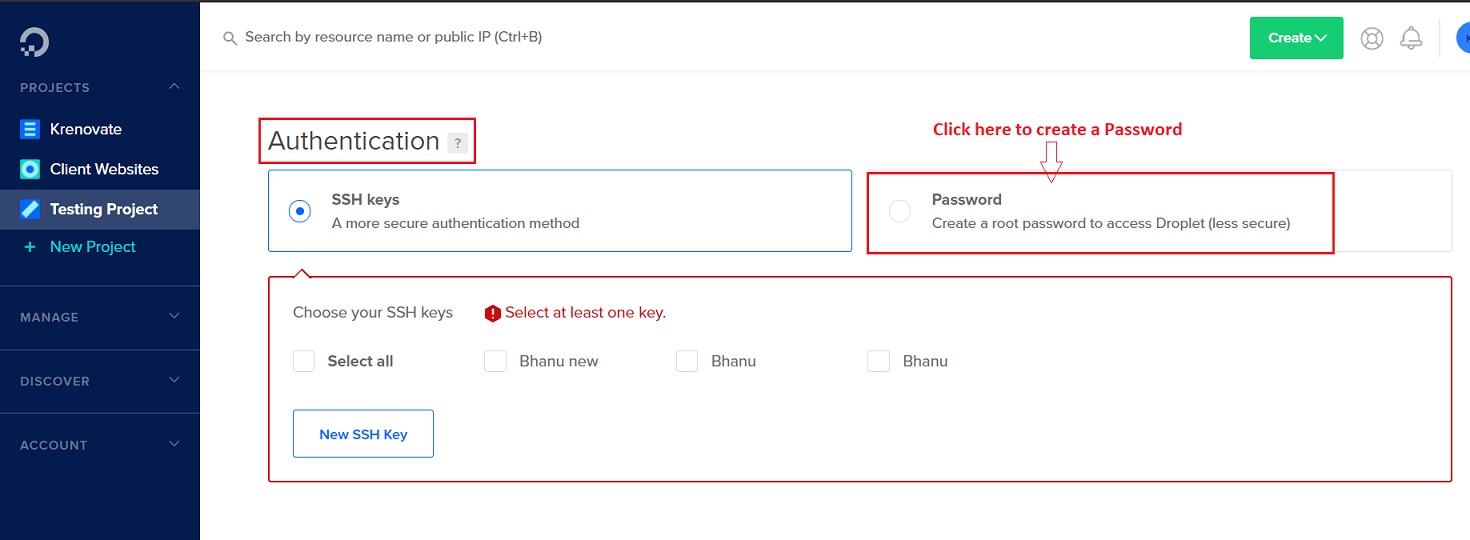 Search by resource name or public IP (Ctrl+B)
Create
PROJECTS
Krenovate
Client Websites
Testing Project
+ New Project
MANAGE
DISCOVER
ACCOUNT
Authentication ?
Click here to create a Password
SSH keys
A more secure authentication method
Password
Create a root password to access Droplet (less secure)
Choose your SSH keys
Select at least one key.
Select all
Bhanu new
Bhanu
Bhanu
New SSH Key